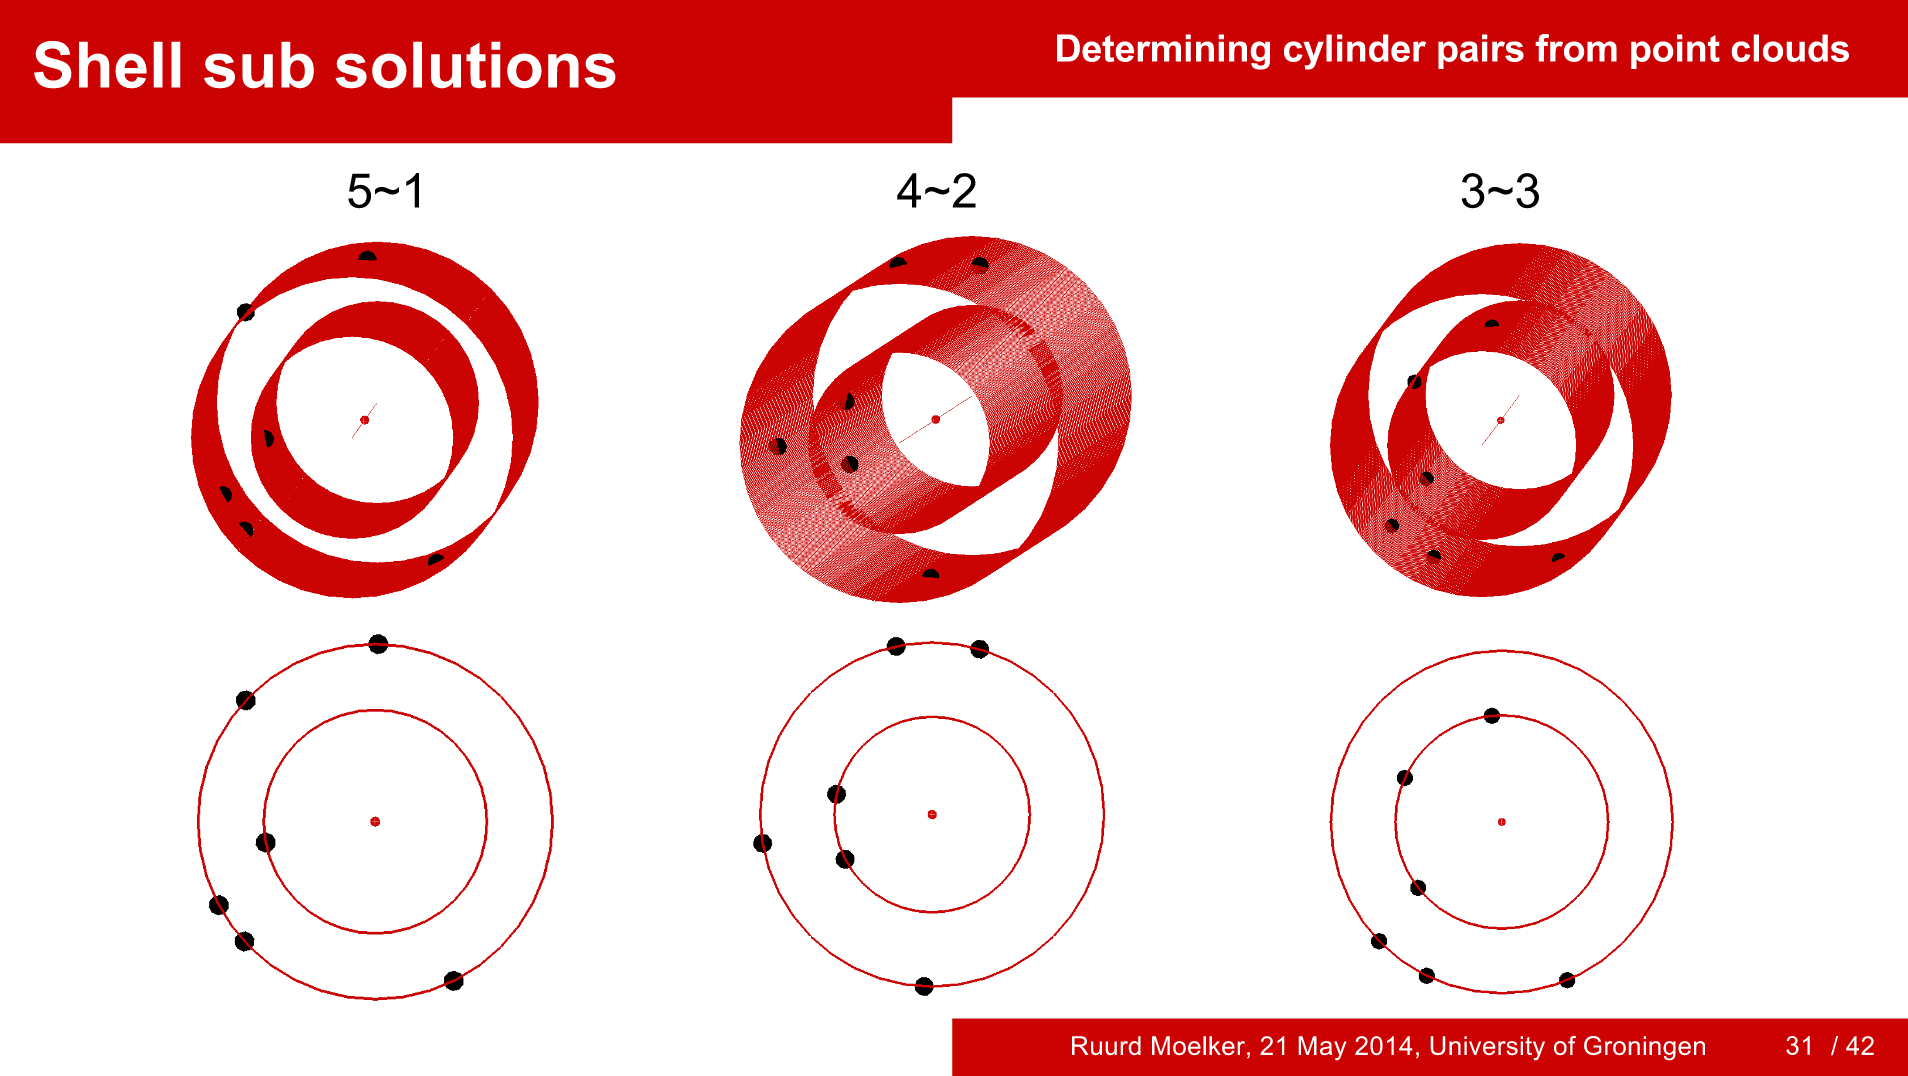 Shell sub solutions
Determining cylinder pairs from point clouds
5~1
4~2
3~3
Ruurd Moelker, 21 May 2014, University of Groningen
31 / 42